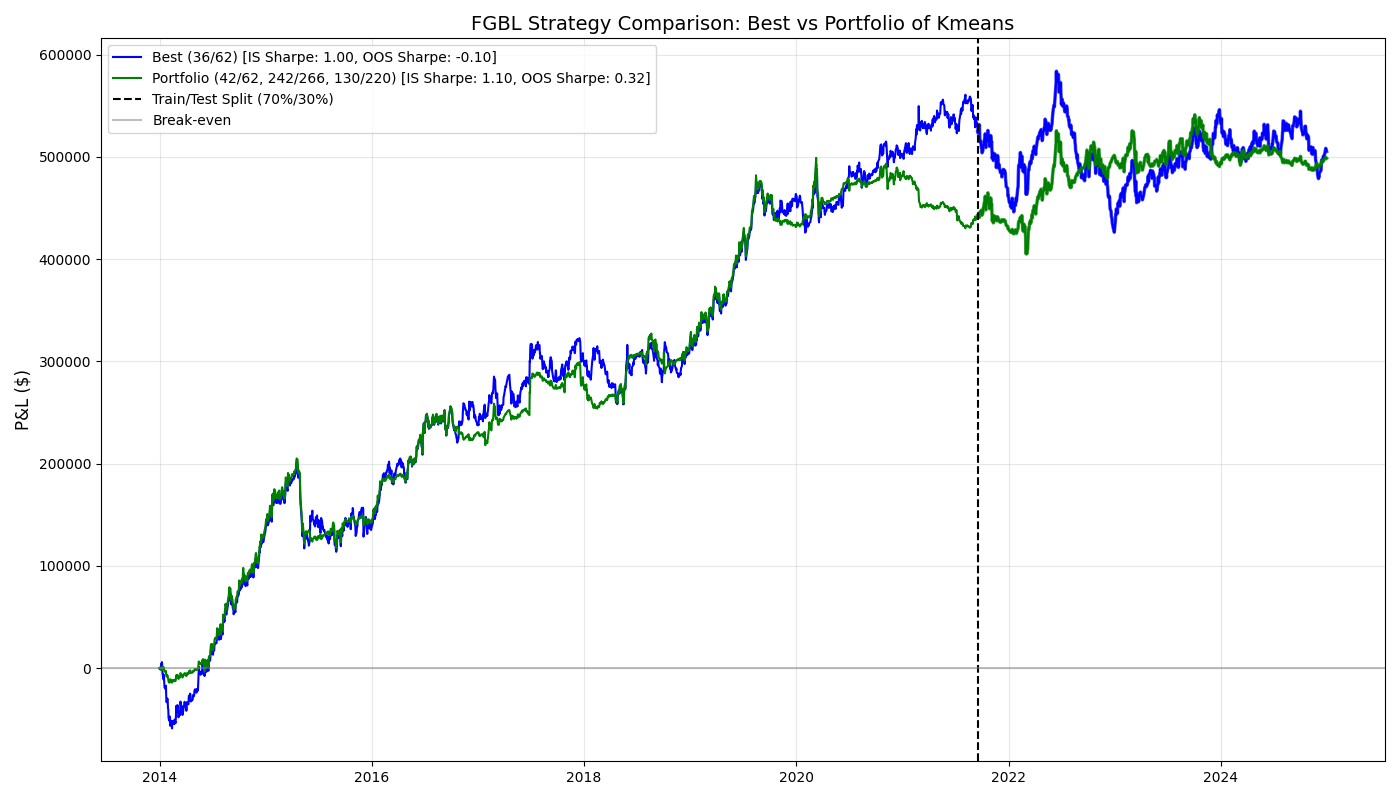 FGBL Strategy Comparison: Best vs Portfolio of Kmeans
Best (36/62) [IS Sharpe: 1.00, OOS Sharpe: -0.10]
Portfolio (42/62, 242/266, 130/220) [IS Sharpe: 1.10, OOS Sharpe: 0.32]
Train/Test Split (70%/30%)
Break-even
P&L ($)
600000
500000
400000
300000
200000
100000
0
2014 2016 2018 2020 2022 2024